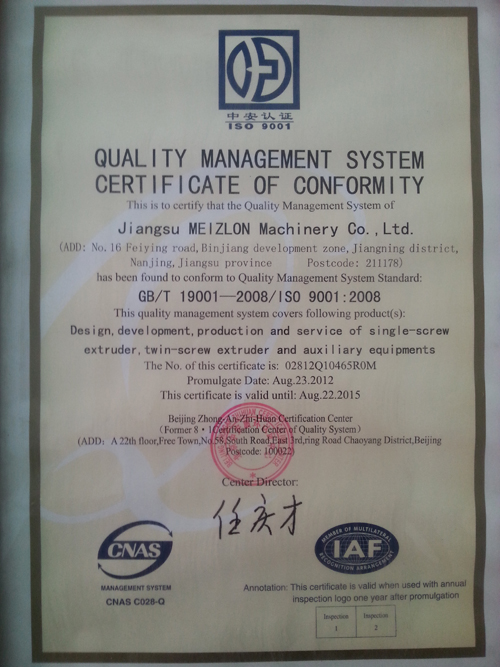 中安认证
ISO 9001
QUALITY MANAGEMENT SYSTEM
CERTIFICATE OF CONFORMITY
This is to certify that the Quality Management System of
Jiangsu MEIZLON Machinery Co.,Ltd.
(ADD: No.16 Feiying road,Binjiang development zone,Jiangning district,
Nanjing,Jiangsu province Postcode: 211178)
has been found to conform to Quality Management System Standard:
GB/T 19001—2008/ISO 9001:2008
This quality management system covers following product(s):
Design,development,production and service of single-screw
extruder,twin-screw extruder and auxiliary equipments
The No. of this certificate is: 02812Q10465R0M
Promulgate Date: Aug.23.2012
This certificate is valid until: Aug.22.2015
Beijing Zhong-An-Zhi-Huan Certification Center
(Former 8·1Certification Center of Quality System)
(ADD: A 22th floor,Free Town,No.58,South Road,East 3rd,ring Road Chaoyang District,Beijing
Postcode: 100022)
Center Director:
任庆才
CNAS
MANAGEMENT SYSTEM
CNAS C028-Q
MEMBER OF MULTILATERAL
IAF
RECOGNITION ARRANGEMENT
Annotation: This certificate is valid when used with annual
inspection logo one year after promulgation
Inspection Inspection
1 2